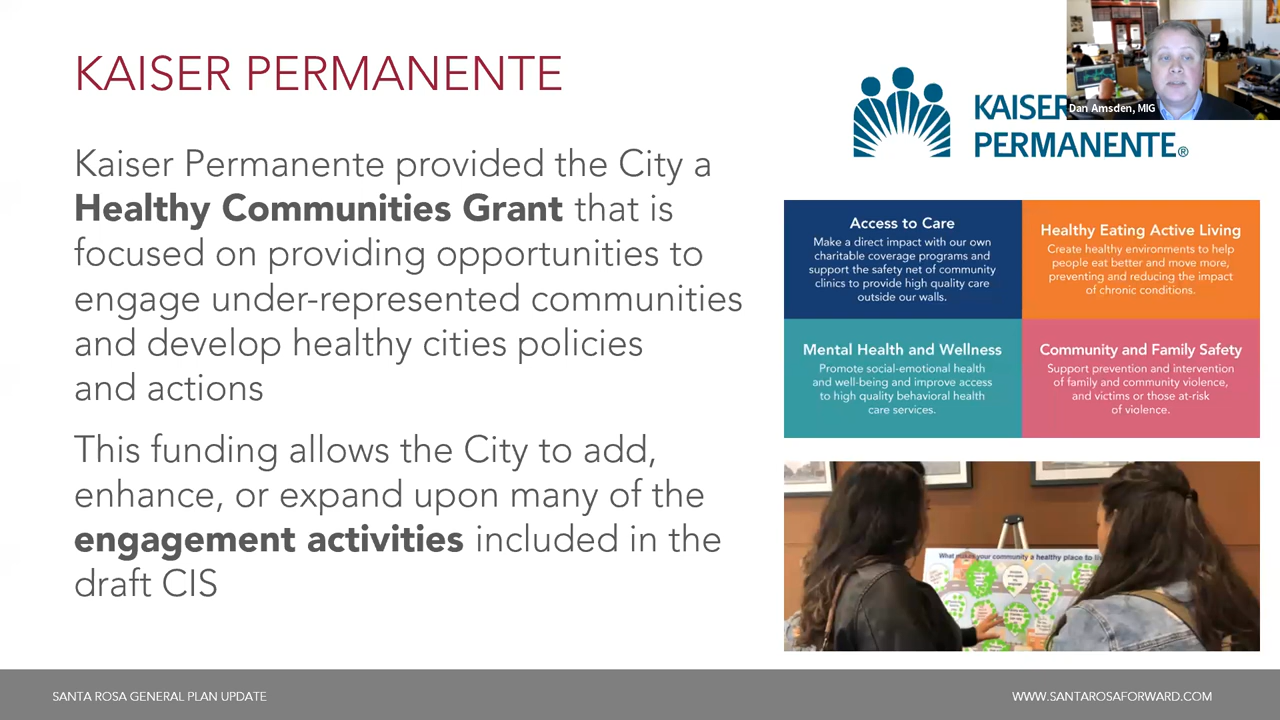 KAISER PERMANENTE
Kaiser Permanente provided the City a
Healthy Communities Grant that is
focused on providing opportunities to
engage under-represented communities
and develop healthy cities policies
and actions
This funding allows the City to add,
enhance, or expand upon many of the
engagement activities included in the
draft CIS
KAISER
PERMANENTE®
Dan Amsden, MIG
Access to Care
Make a direct impact with our own
charitable coverage programs and
support the safety net of community
clinics to provide high quality care
outside our walls.
Healthy Eating Active Living
Create healthy environments to help
people eat better and move more,
preventing and reducing the impact
of chronic conditions.
Mental Health and Wellness
Promote social-emotional health
and well-being and improve access
to high quality behavioral health
care services.
Community and Family Safety
Support prevention and intervention
of family and community violence,
and victims or those at-risk
of violence.
What makes your community a healthy place to
SANTA ROSA GENERAL PLAN UPDATE
WWW.SANTAROSAFORWARD.COM